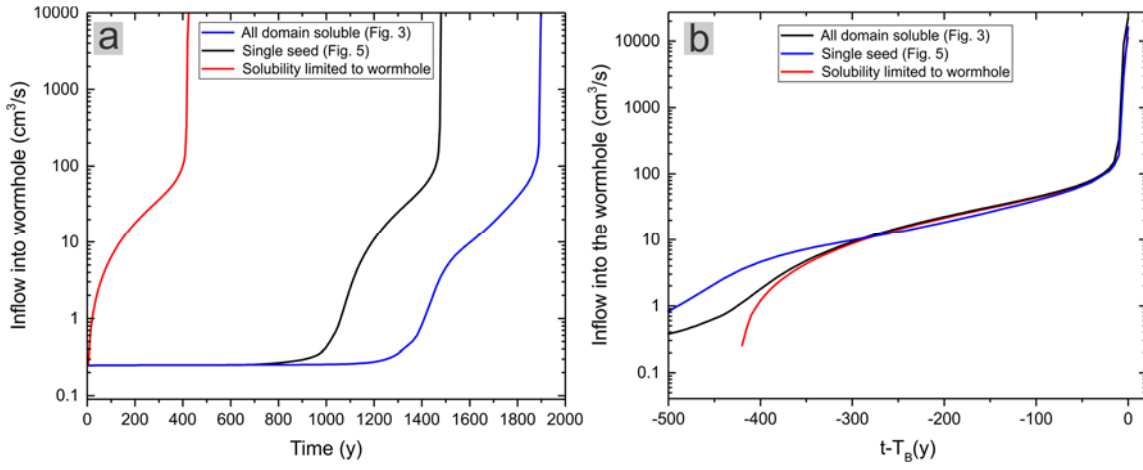 a
All domain soluble (Fig. 3)
Single seed (Fig. 5)
Solubility limited to wormhole
Inflow into wormhole (cm³/s)
10000
1000
100
10
1
0.1
0 200 400 600 800 1000 1200 1400 1600 1800 2000
Time (y)
b
All domain soluble (Fig. 3)
Single seed (Fig. 5)
Solubility limited to wormhole
Inflow into the wormhole (cm³/s)
10000
1000
100
10
1
0.1
-500 -400 -300 -200 -100 0
t-T_B(y)